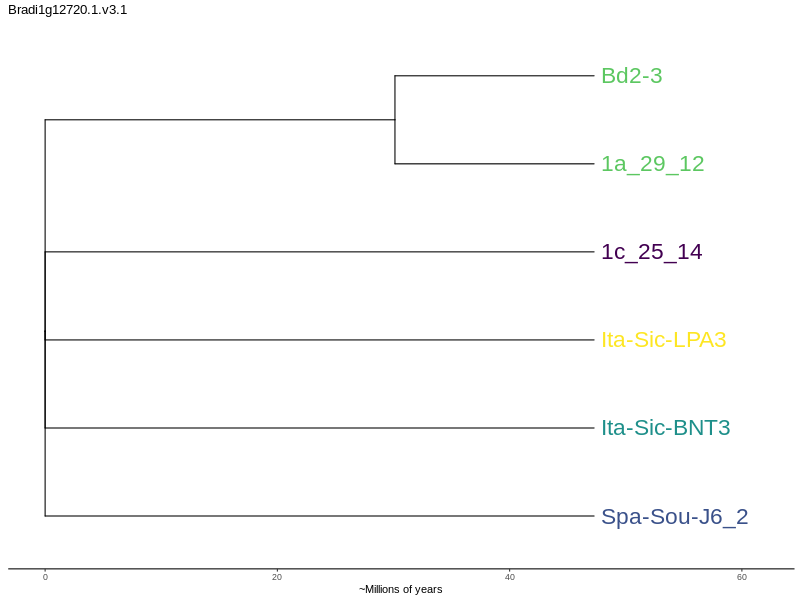 Bradi1g12720.1.v3.1
Bd2-3
1a_29_12
1c_25_14
Ita-Sic-LPA3
Ita-Sic-BNT3
Spa-Sou-J6_2
0 20 40 60
~Millions of years